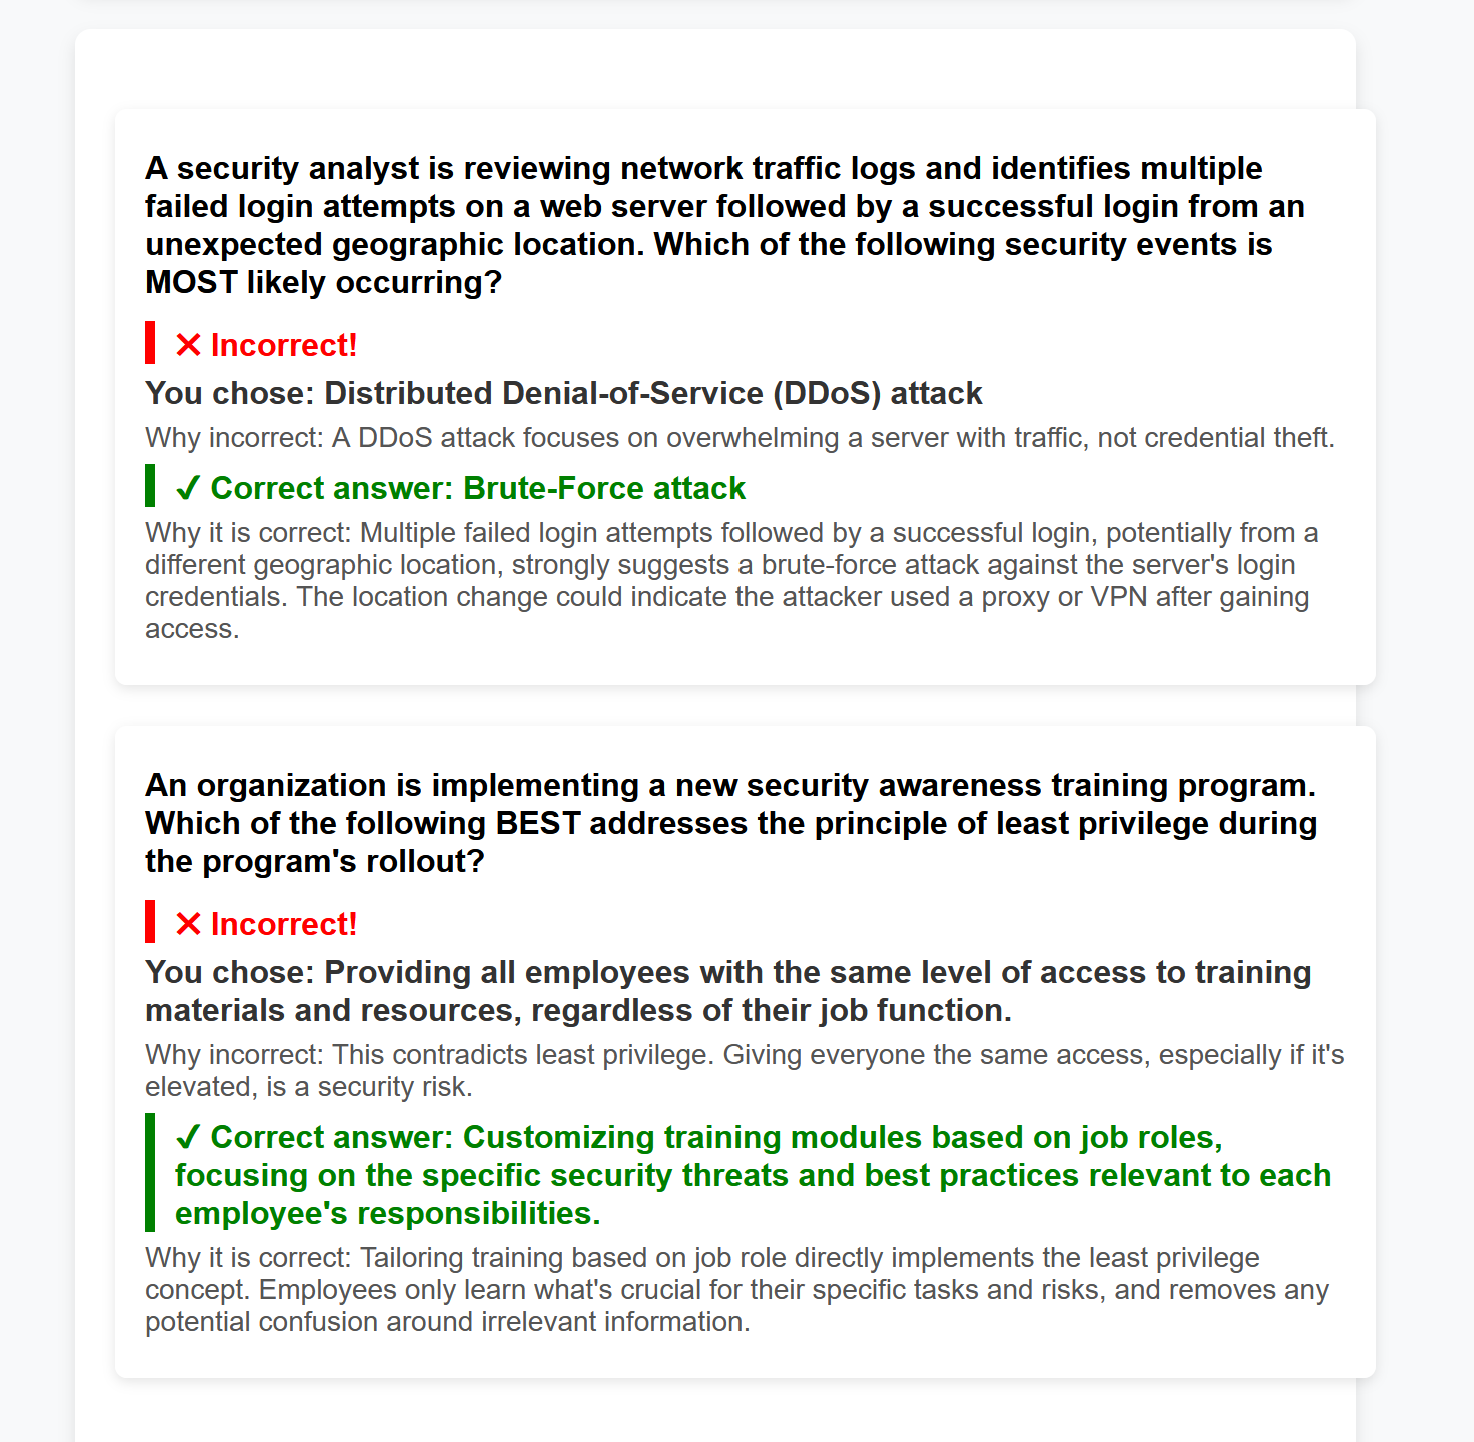 A security analyst is reviewing network traffic logs and identifies multiple
failed login attempts on a web server followed by a successful login from an
unexpected geographic location. Which of the following security events is
MOST likely occurring?
❌ Incorrect!
You chose: Distributed Denial-of-Service (DDoS) attack
Why incorrect: A DDoS attack focuses on overwhelming a server with traffic, not credential theft.
✔ Correct answer: Brute-Force attack
Why it is correct: Multiple failed login attempts followed by a successful login, potentially from a
different geographic location, strongly suggests a brute-force attack against the server's login
credentials. The location change could indicate the attacker used a proxy or VPN after gaining
access.
An organization is implementing a new security awareness training program.
Which of the following BEST addresses the principle of least privilege during
the program's rollout?
❌ Incorrect!
You chose: Providing all employees with the same level of access to training
materials and resources, regardless of their job function.
Why incorrect: This contradicts least privilege. Giving everyone the same access, especially if it's
elevated, is a security risk.
✔ Correct answer: Customizing training modules based on job roles,
focusing on the specific security threats and best practices relevant to each
employee's responsibilities.
Why it is correct: Tailoring training based on job role directly implements the least privilege
concept. Employees only learn what's crucial for their specific tasks and risks, and removes any
potential confusion around irrelevant information.